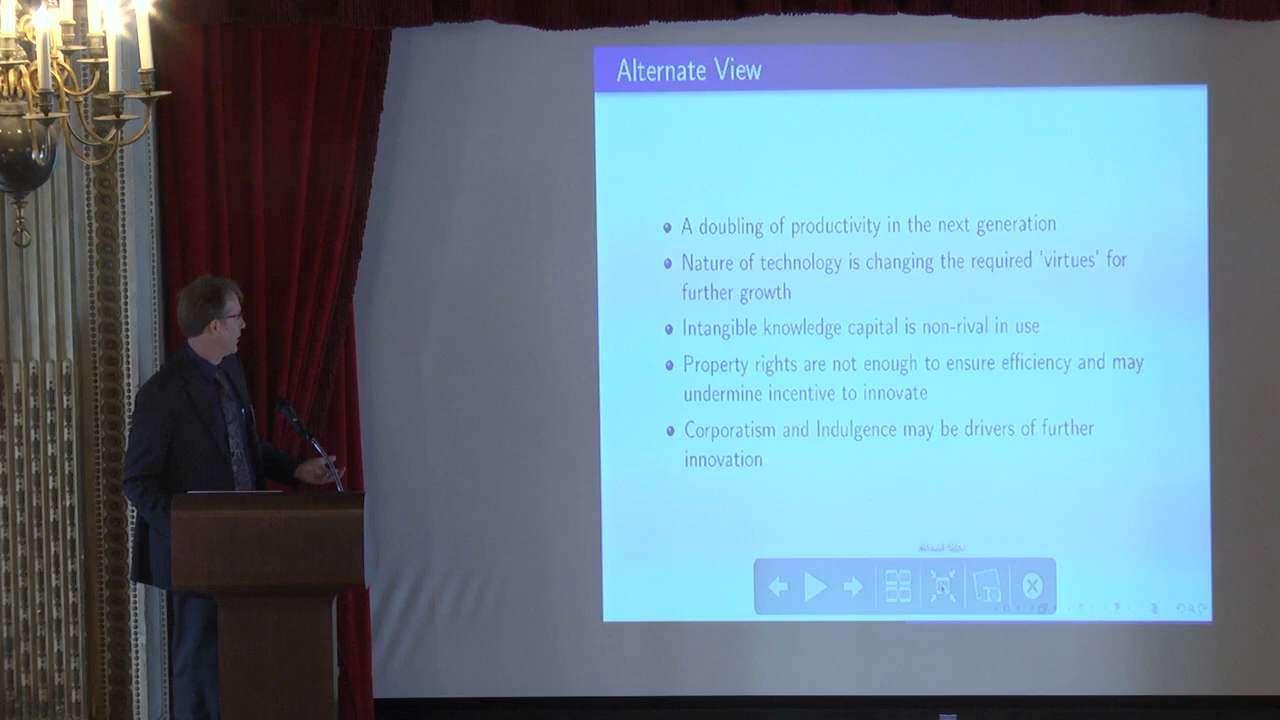 Alternate View
A doubling of productivity in the next generation
Nature of technology is changing the required 'virtues' for
further growth
Intangible knowledge capital is non-rival in use
Property rights are not enough to ensure efficiency and may
undermine incentive to innovate
Corporatism and Indulgence may be drivers of further
innovation